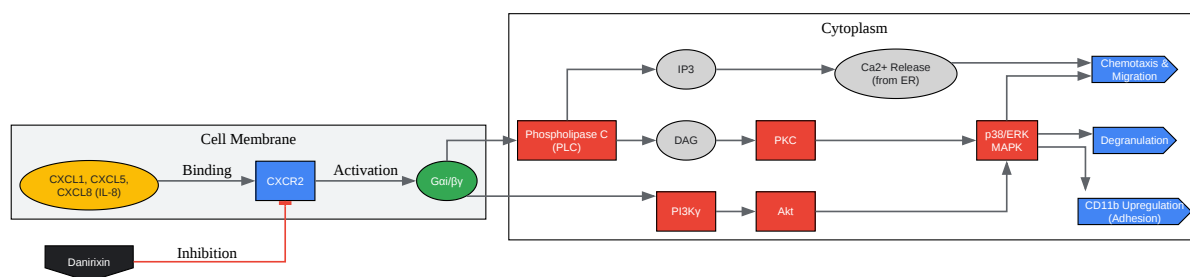 Cytoplasm
IP3
Ca2+ Release
(from ER)
Chemotaxis &
Migration
Cell Membrane
Phospholipase C
(PLC)
DAG
PKC
p38/ERK
MAPK
Degranulation
CXCL1, CXCL5,
CXCL8 (IL-8)
Binding
CXCR2
Activation
Gαi/βγ
PI3Kγ
Akt
CD11b Upregulation
(Adhesion)
Danirixin
Inhibition